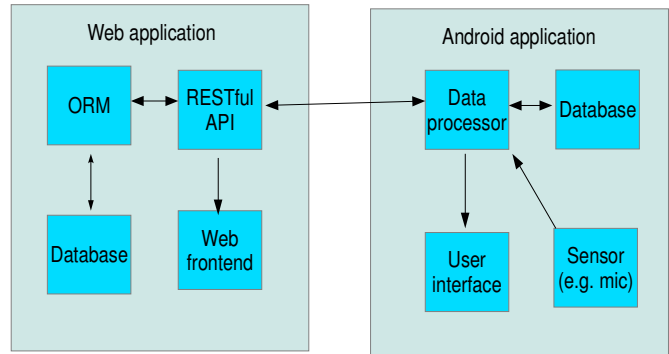 Web application
ORM
RESTful
API
Database
Web
frontend
Android application
Data
processor
Database
User
interface
Sensor
(e.g. mic)